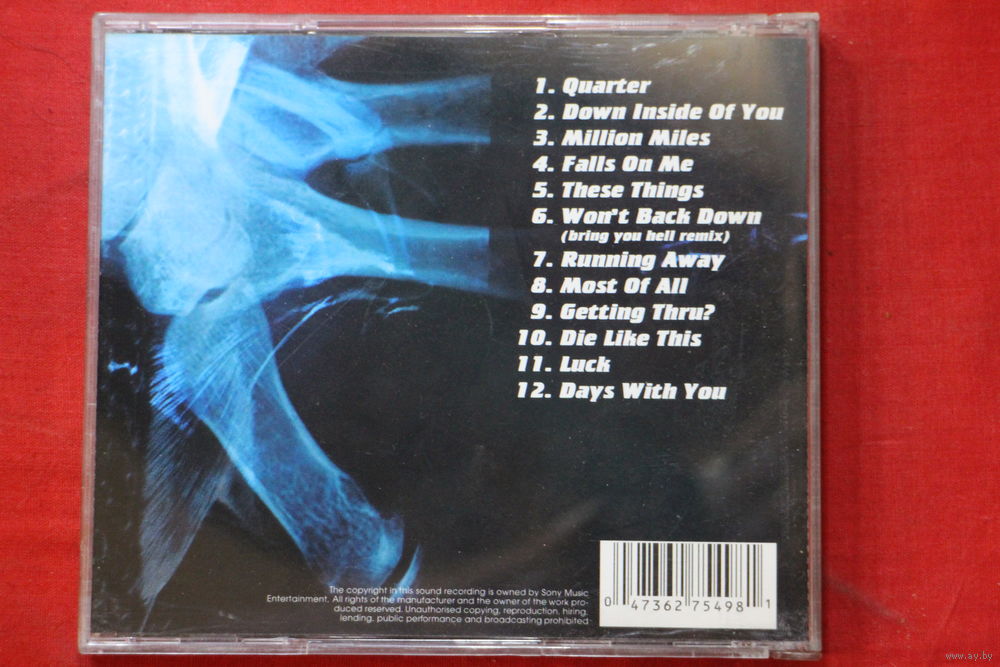 1. Quarter
2. Down Inside Of You
3. Million Miles
4. Falls On Me
5. These Things
6. Won't Back Down
(bring you hell remix)
7. Running Away
8. Most Of All
9. Getting Thru?
10. Die Like This
11. Luck
12. Days With You
The copyright in this sound recording is owned by Sony Music
Entertainment. All rights of the manufacturer and the owner of the work pro-
duced reserved. Unauthorised copying, reproduction, hiring,
lending, public performance and broadcasting prohibited.
0 47362 75498 1
www.ay.by